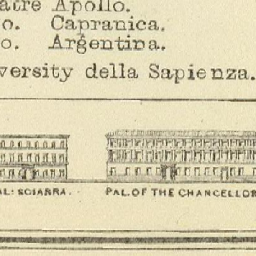 atre Apollo.
o. Capranica.
o. Argentina.
versity della Sapienza.
AL: SCIARRA.
PAL. OF THE CHANCELLOR